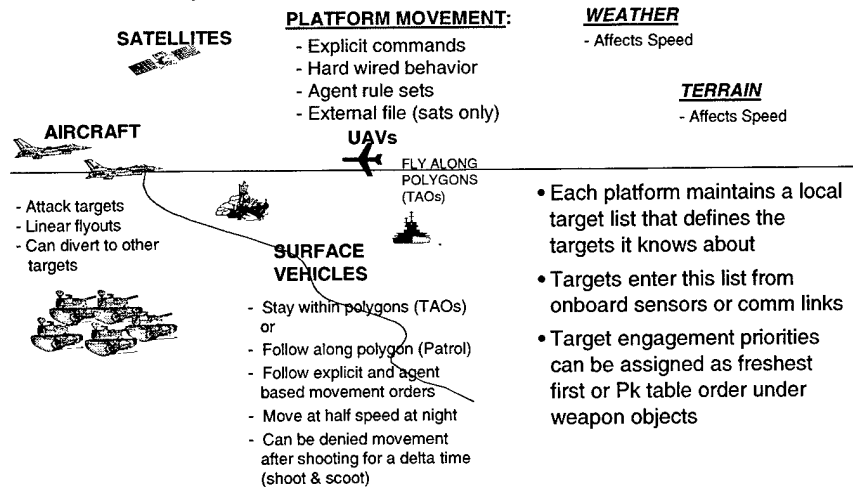 SATELLITES
PLATFORM MOVEMENT:
- Explicit commands
- Hard wired behavior
- Agent rule sets
- External file (sats only)
WEATHER
- Affects Speed
TERRAIN
- Affects Speed
AIRCRAFT
- Attack targets
- Linear flyouts
- Can divert to other
targets
UAVs
FLY ALONG
POLYGONS
(TAOs)
SURFACE
VEHICLES
- Stay within polygons (TAOs)
or
- Follow along polygon (Patrol)
- Follow explicit and agent
based movement orders
- Move at half speed at night
- Can be denied movement
after shooting for a delta time
(shoot & scoot)
• Each platform maintains a local
target list that defines the
targets it knows about
• Targets enter this list from
onboard sensors or comm links
• Target engagement priorities
can be assigned as freshest
first or Pk table order under
weapon objects